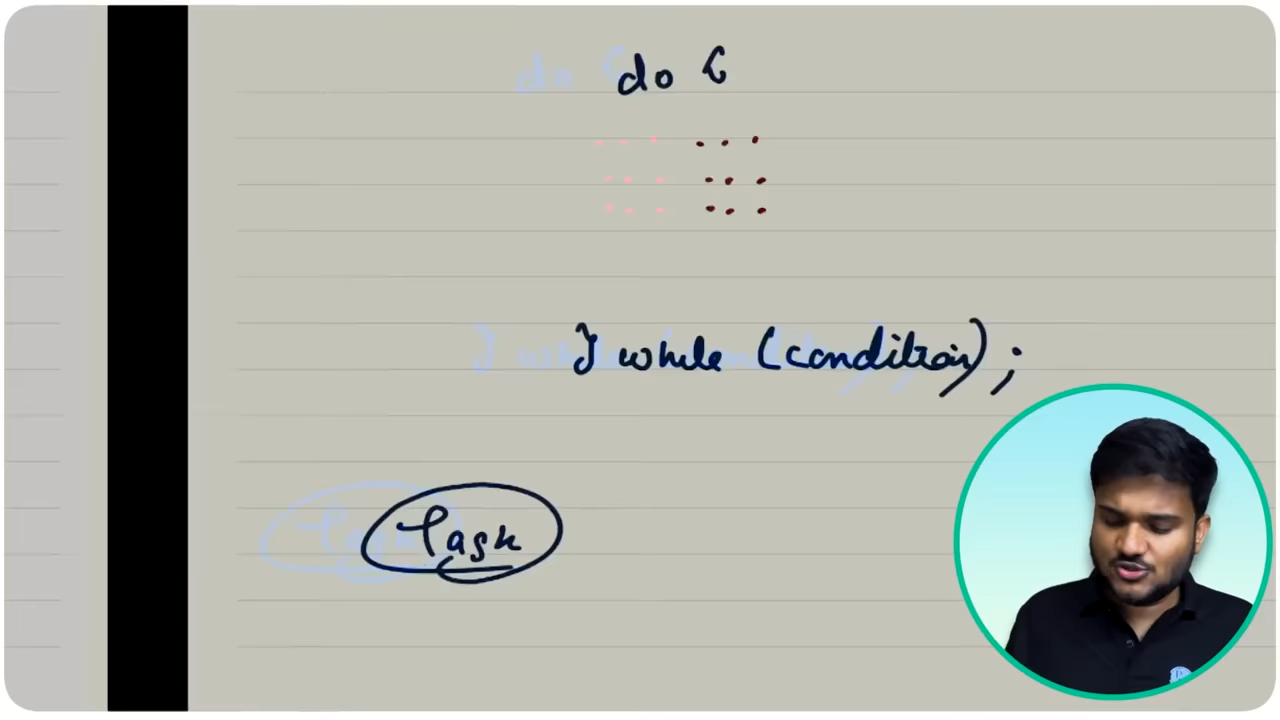 do {
. . .
. . .
. . .
} while (condition);
Task